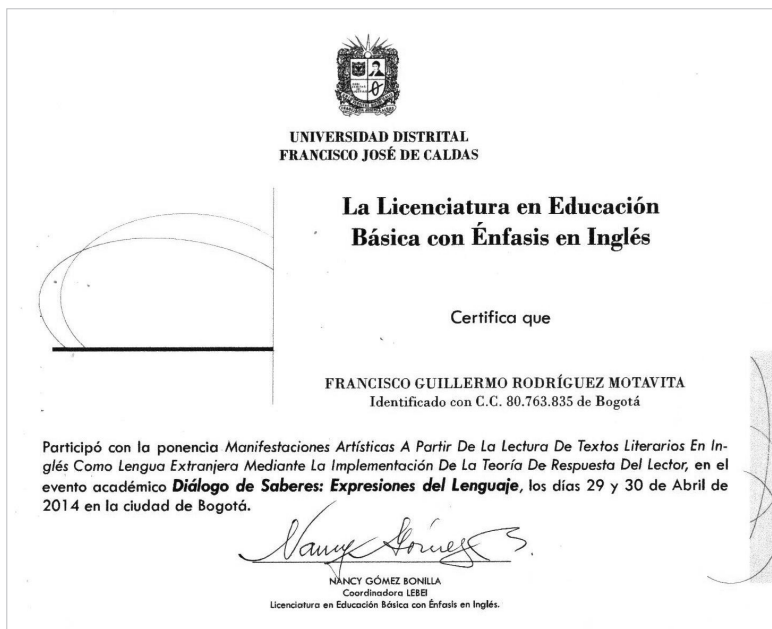 UNIVERSIDAD DISTRITAL
FRANCISCO JOSÉ DE CALDAS
La Licenciatura en Educación
Básica con Énfasis en Inglés
Certifica que
FRANCISCO GUILLERMO RODRÍGUEZ MOTAVITA
Identificado con C.C. 80.763.835 de Bogotá
Participó con la ponencia Manifestaciones Artísticas A Partir De La Lectura De Textos Literarios En In-
glés Como Lengua Extranjera Mediante La Implementación De La Teoría De Respuesta Del Lector, en el
evento académico Diálogo de Saberes: Expresiones del Lenguaje, los días 29 y 30 de Abril de
2014 en la ciudad de Bogotá.
Nancy Gómez B.
NANCY GÓMEZ BONILLA
Coordinadora LEBEI
Licenciatura en Educación Básica con Énfasis en Inglés.